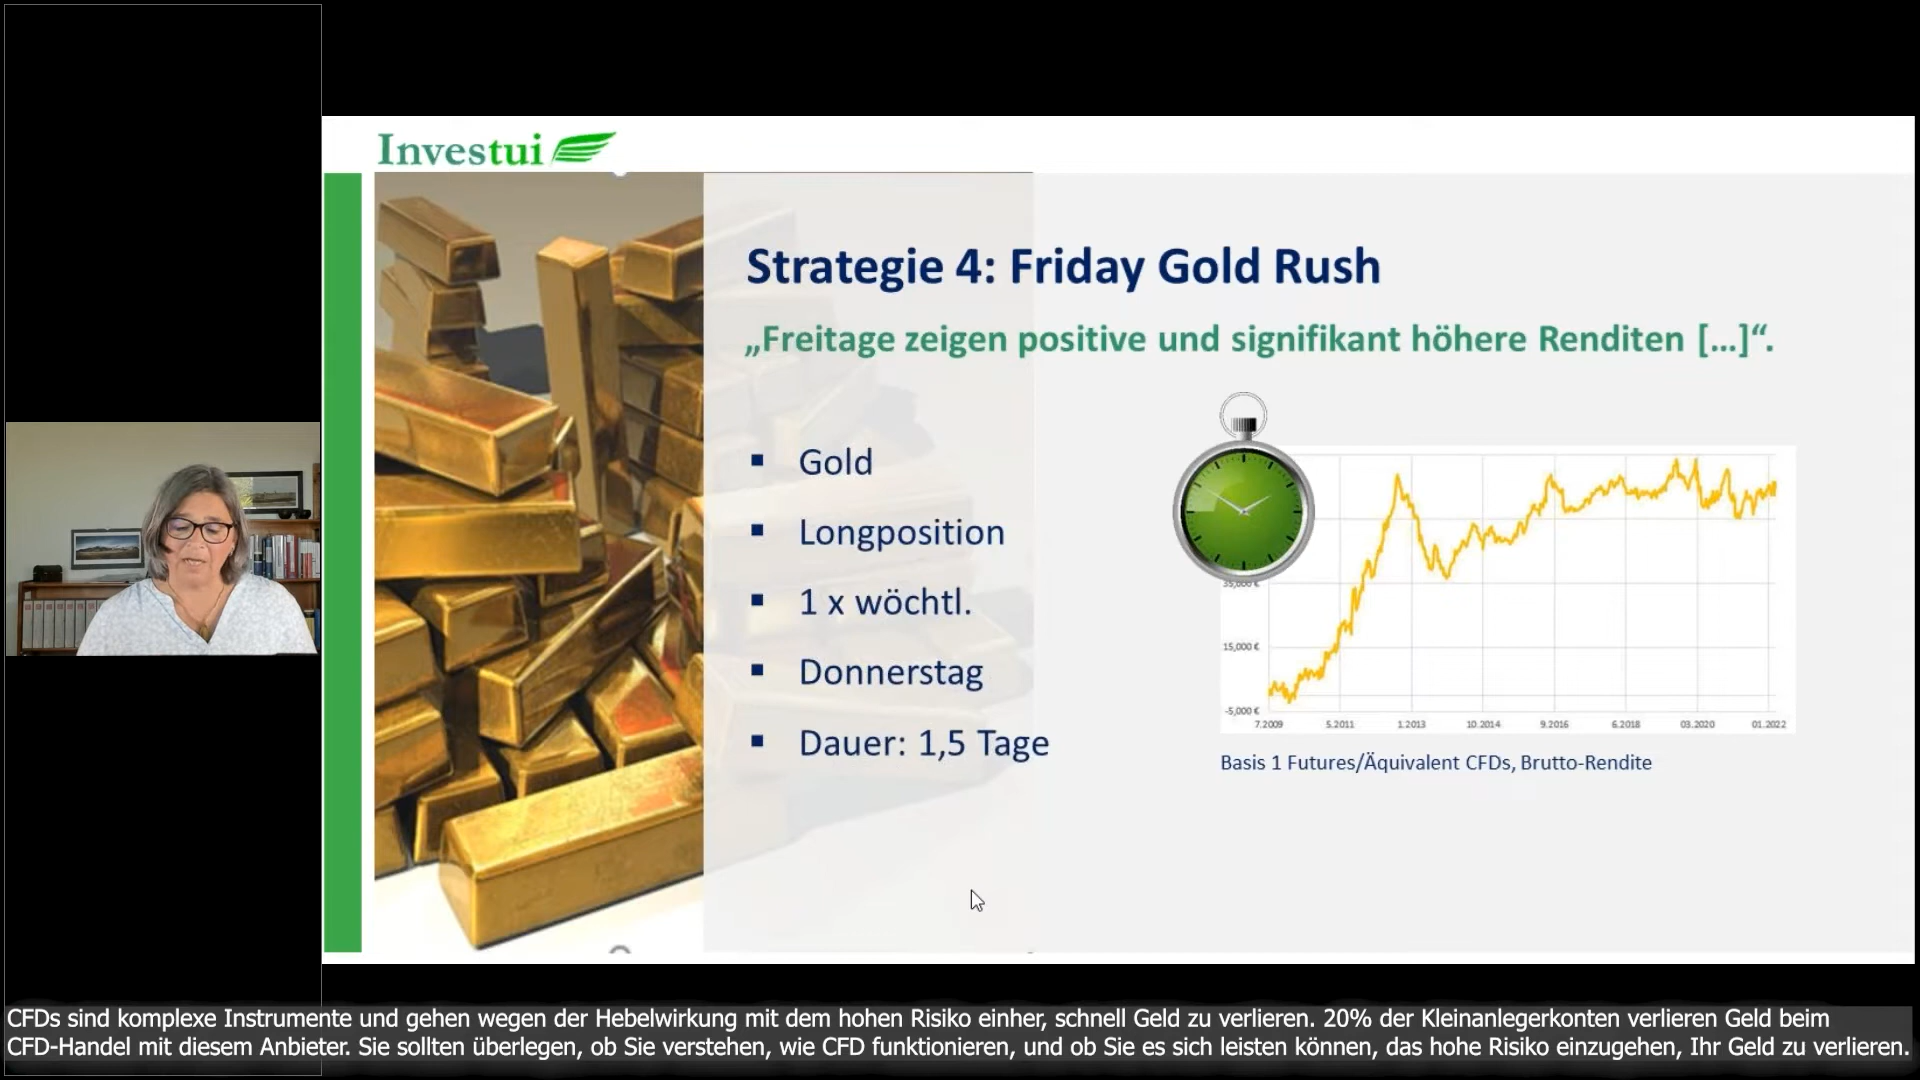 Investui
Strategie 4: Friday Gold Rush
„Freitage zeigen positive und signifikant höhere Renditen [...]“.
▪ Gold
▪ Longposition
▪ 1 x wöchtl.
▪ Donnerstag
▪ Dauer: 1,5 Tage
35,000 €
15,000 €
-5,000 €
7.2009 5.2011 1.2013 10.2014 9.2016 6.2018 03.2020 01.2022
Basis 1 Futures/Äquivalent CFDs, Brutto-Rendite
CFDs sind komplexe Instrumente und gehen wegen der Hebelwirkung mit dem hohen Risiko einher, schnell Geld zu verlieren. 20% der Kleinanlegerkonten verlieren Geld beim
CFD-Handel mit diesem Anbieter. Sie sollten überlegen, ob Sie verstehen, wie CFD funktionieren, und ob Sie es sich leisten können, das hohe Risiko einzugehen, Ihr Geld zu verlieren.